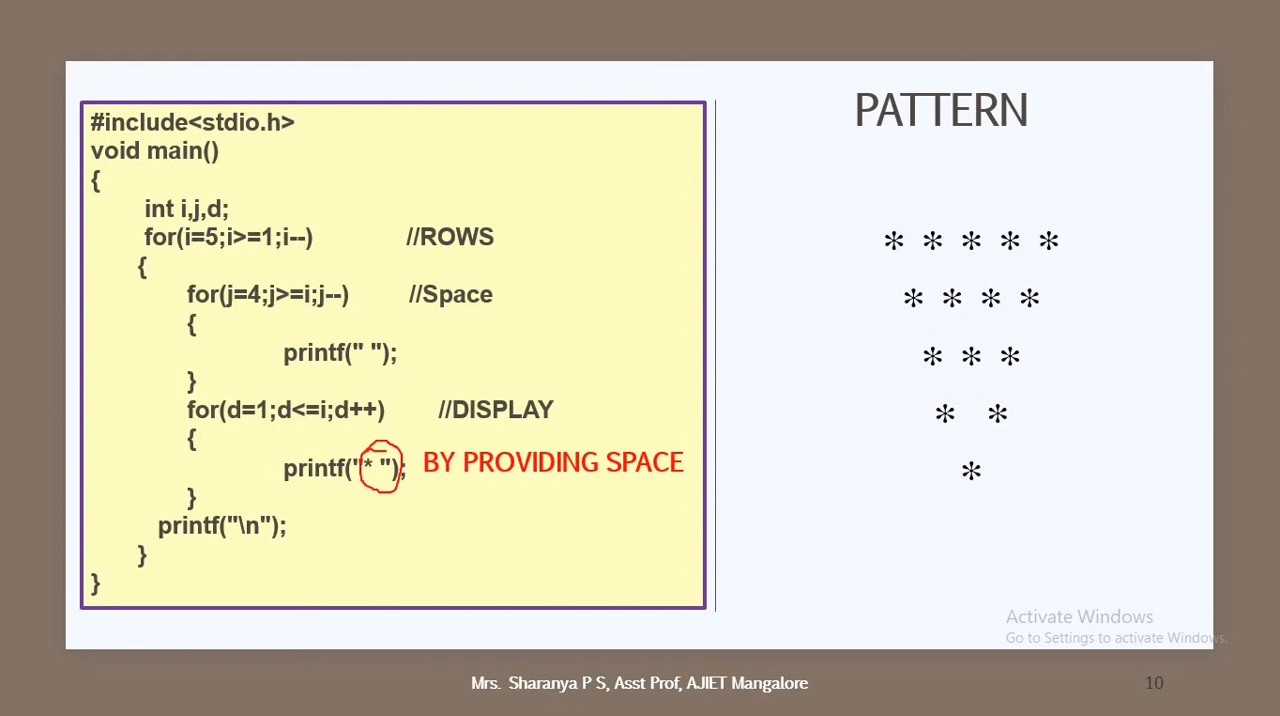 #include<stdio.h>
void main()
{
int i,j,d;
for(i=5;i>=1;i--) //ROWS
{
for(j=4;j>=i;j--) //Space
{
printf(" ");
}
for(d=1;d<=i;d++) //DISPLAY
{
printf("* "); BY PROVIDING SPACE
}
printf("\n");
}
}
PATTERN
* * * * *
* * * *
* * *
* *
*
Activate Windows
Go to Settings to activate Windows.
Mrs. Sharanya P S, Asst Prof, AJIET Mangalore
10